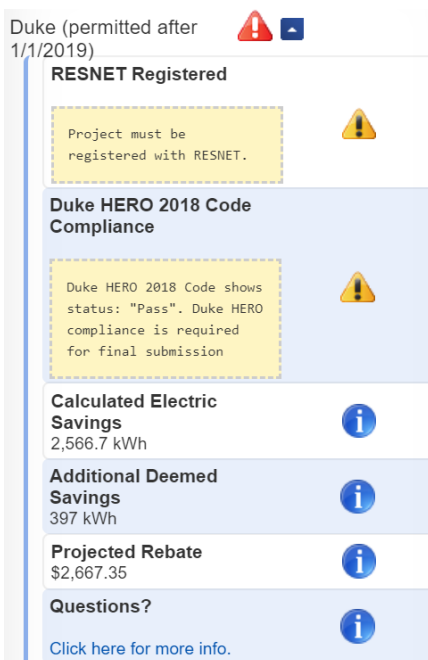 Duke (permitted after
1/1/2019)
RESNET Registered
Project must be
registered with RESNET.
Duke HERO 2018 Code
Compliance
Duke HERO 2018 Code shows
status: "Pass". Duke HERO
compliance is required
for final submission
Calculated Electric
Savings
2,566.7 kWh
Additional Deemed
Savings
397 kWh
Projected Rebate
$2,667.35
Questions?
Click here for more info.